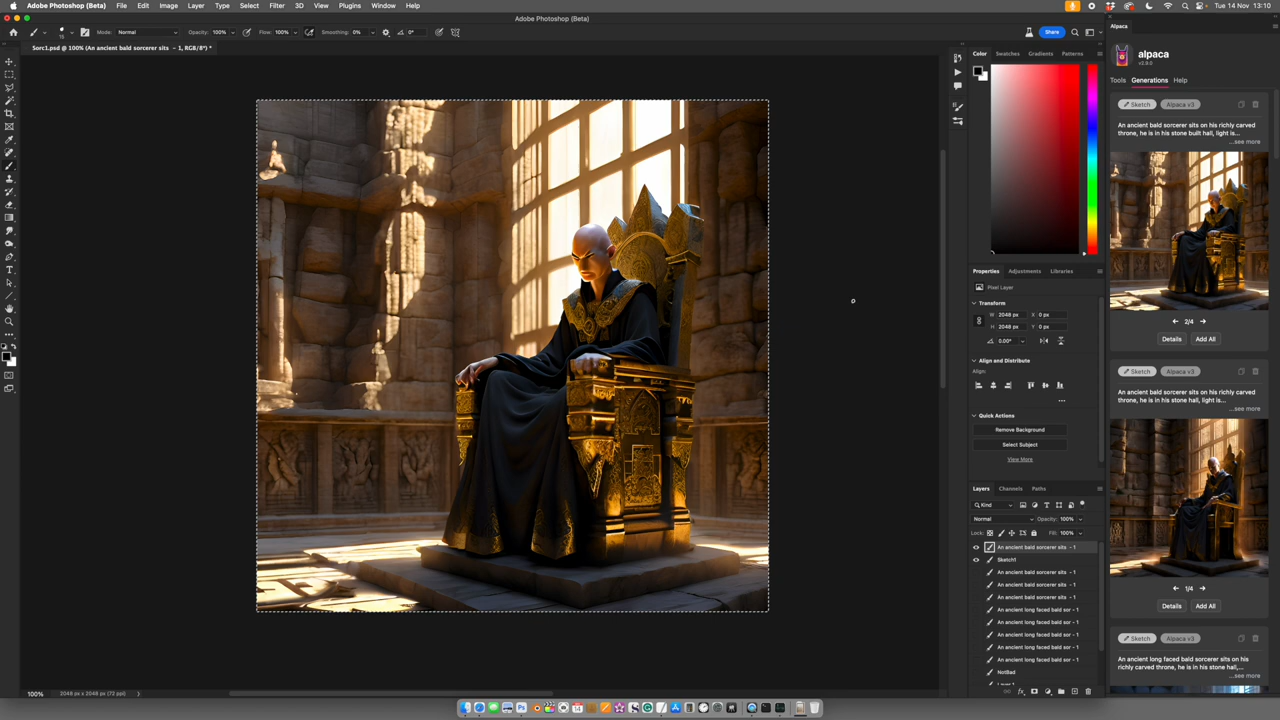 Adobe Photoshop (Beta) File Edit Image Layer Type Select Filter 3D View Plugins Window Help
Tue 14 Nov 13:10
Adobe Photoshop (Beta)
15
Mode: Normal
Opacity: 100%
Flow: 100%
Smoothing: 0%
0°
Share
Sorc1.psd @ 100% (An ancient bald sorcerer sits - 1, RGB/8*) *
Color Swatches Gradients Patterns
Properties Adjustments Libraries
Pixel Layer
Transform
W 2048 px X 0 px
H 2048 px Y 0 px
0.00°
Align and Distribute
Align:
Quick Actions
Remove Background
Select Subject
View More
Layers Channels Paths
Kind
Normal Opacity: 100%
Lock: Fill: 100%
An ancient bald sorcerer sits - 1
Sketch1
An ancient bald sorcerer sits - 1
An ancient bald sorcerer sits - 1
An ancient bald sorcerer sits - 1
An ancient long faced bald sor - 1
An ancient long faced bald sor - 1
An ancient long faced bald sor - 1
An ancient long faced bald sor - 1
An ancient long faced bald sor - 1
NotBad
Layer 1
Alpaca
alpaca
v2.9.0
Tools Generations Help
Sketch Alpaca v3
An ancient bald sorcerer sits on his richly carved
throne, he is in his stone built hall, light is...
...see more
2/4
Details Add All
Sketch Alpaca v3
An ancient bald sorcerer sits on his richly carved
throne, he is in his stone hall, light is...
...see more
1/4
Details Add All
Sketch Alpaca v3
An ancient long faced bald sorcerer sits on his
richly carved throne, he is in his stone hall,...
...see more
100% 2048 px x 2048 px (72 ppi)